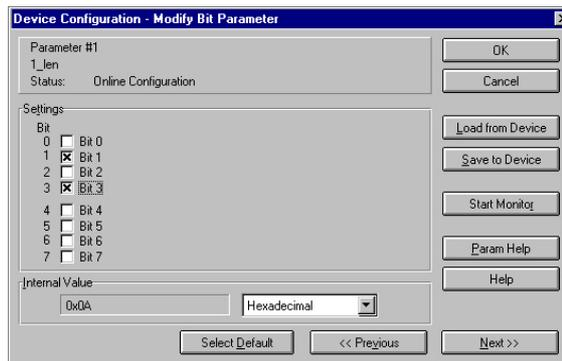 Device Configuration - Modify Bit Parameter
Parameter #1
1_len
Status: Online Configuration
OK
Cancel
Settings
Bit
0 Bit 0
1 Bit 1
2 Bit 2
3 Bit 3
4 Bit 4
5 Bit 5
6 Bit 6
7 Bit 7
Load from Device
Save to Device
Start Monitor
Param Help
Help
Internal Value
0x0A Hexadecimal
Select Default << Previous Next >>